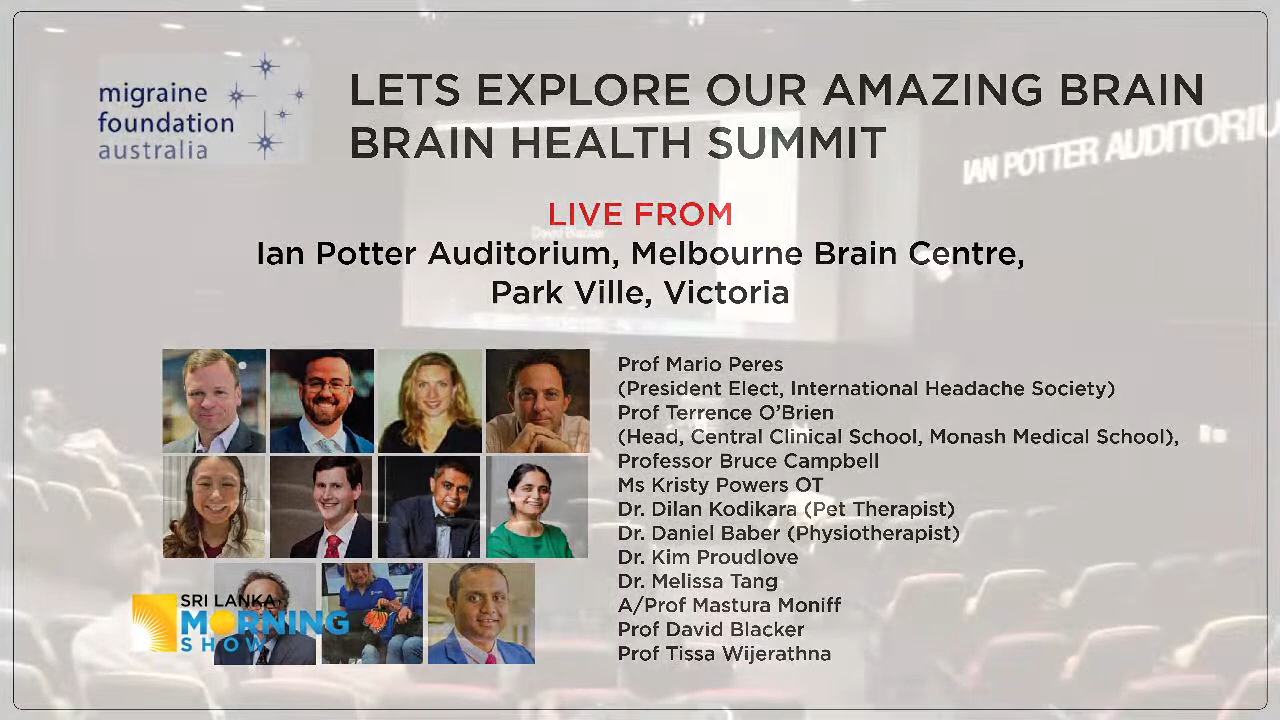 migraine
foundation
australia
LETS EXPLORE OUR AMAZING BRAIN
BRAIN HEALTH SUMMIT
IAN POTTER AUDITORIU
LIVE FROM
David Blacker
Ian Potter Auditorium, Melbourne Brain Centre,
Park Ville, Victoria
Prof Mario Peres
(President Elect, International Headache Society)
Prof Terrence O'Brien
(Head, Central Clinical School, Monash Medical School),
Professor Bruce Campbell
Ms Kristy Powers OT
Dr. Dilan Kodikara (Pet Therapist)
Dr. Daniel Baber (Physiotherapist)
Dr. Kim Proudlove
Dr. Melissa Tang
A/Prof Mastura Moniff
Prof David Blacker
Prof Tissa Wijerathna
SRI LANKA
MORNING
SHOW